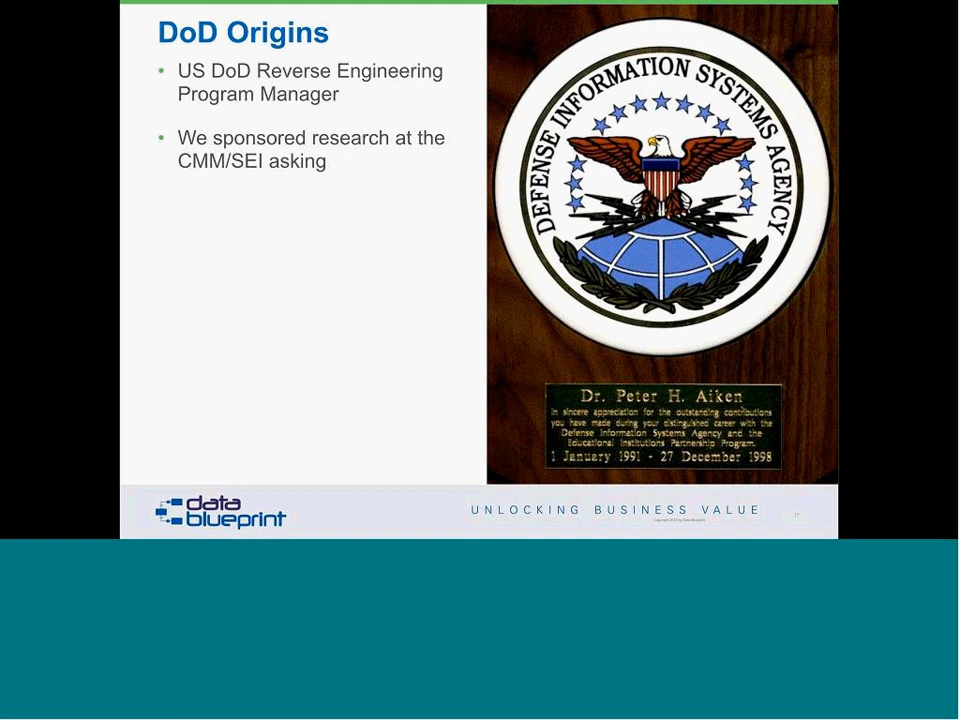 DoD Origins
• US DoD Reverse Engineering
Program Manager
• We sponsored research at the
CMM/SEI asking
DEFENSE INFORMATION SYSTEMS AGENCY
Dr. Peter H. Aiken
In sincere appreciation for the outstanding contributions
you have made during your distinguished career with the
Defense Information Systems Agency and the
Educational Institutions Partnership Program.
1 January 1991 - 27 December 1998
data
blueprint
UNLOCKING BUSINESS VALUE